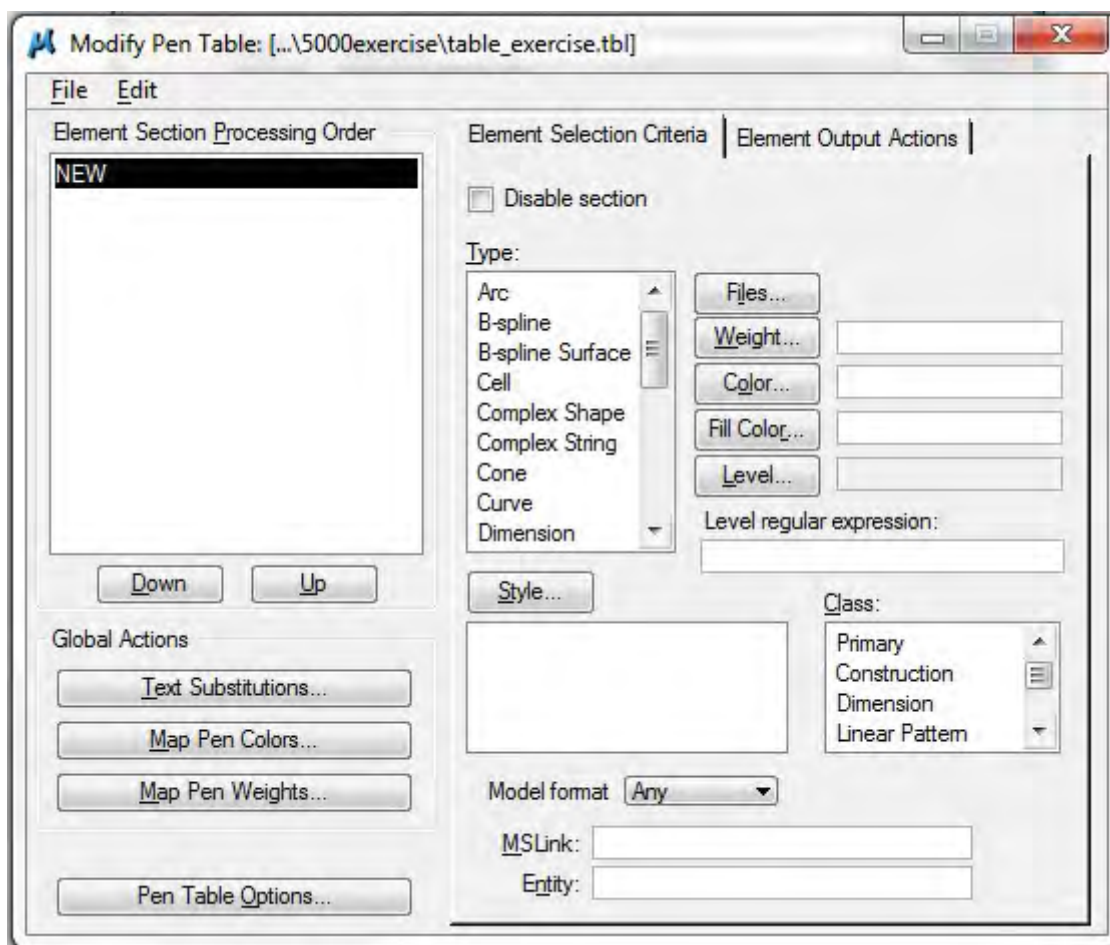 Modify Pen Table: [...\5000exercise\table_exercise.tbl]
File Edit
Element Section Processing Order
NEW
Down Up
Global Actions
Text Substitutions...
Map Pen Colors...
Map Pen Weights...
Pen Table Options...
Element Selection Criteria Element Output Actions
Disable section
Type:
Arc
B-spline
B-spline Surface
Cell
Complex Shape
Complex String
Cone
Curve
Dimension
Files...
Weight...
Color...
Fill Color...
Level...
Level regular expression:
Style...
Class:
Primary
Construction
Dimension
Linear Pattern
Model format Any
MSLink:
Entity: